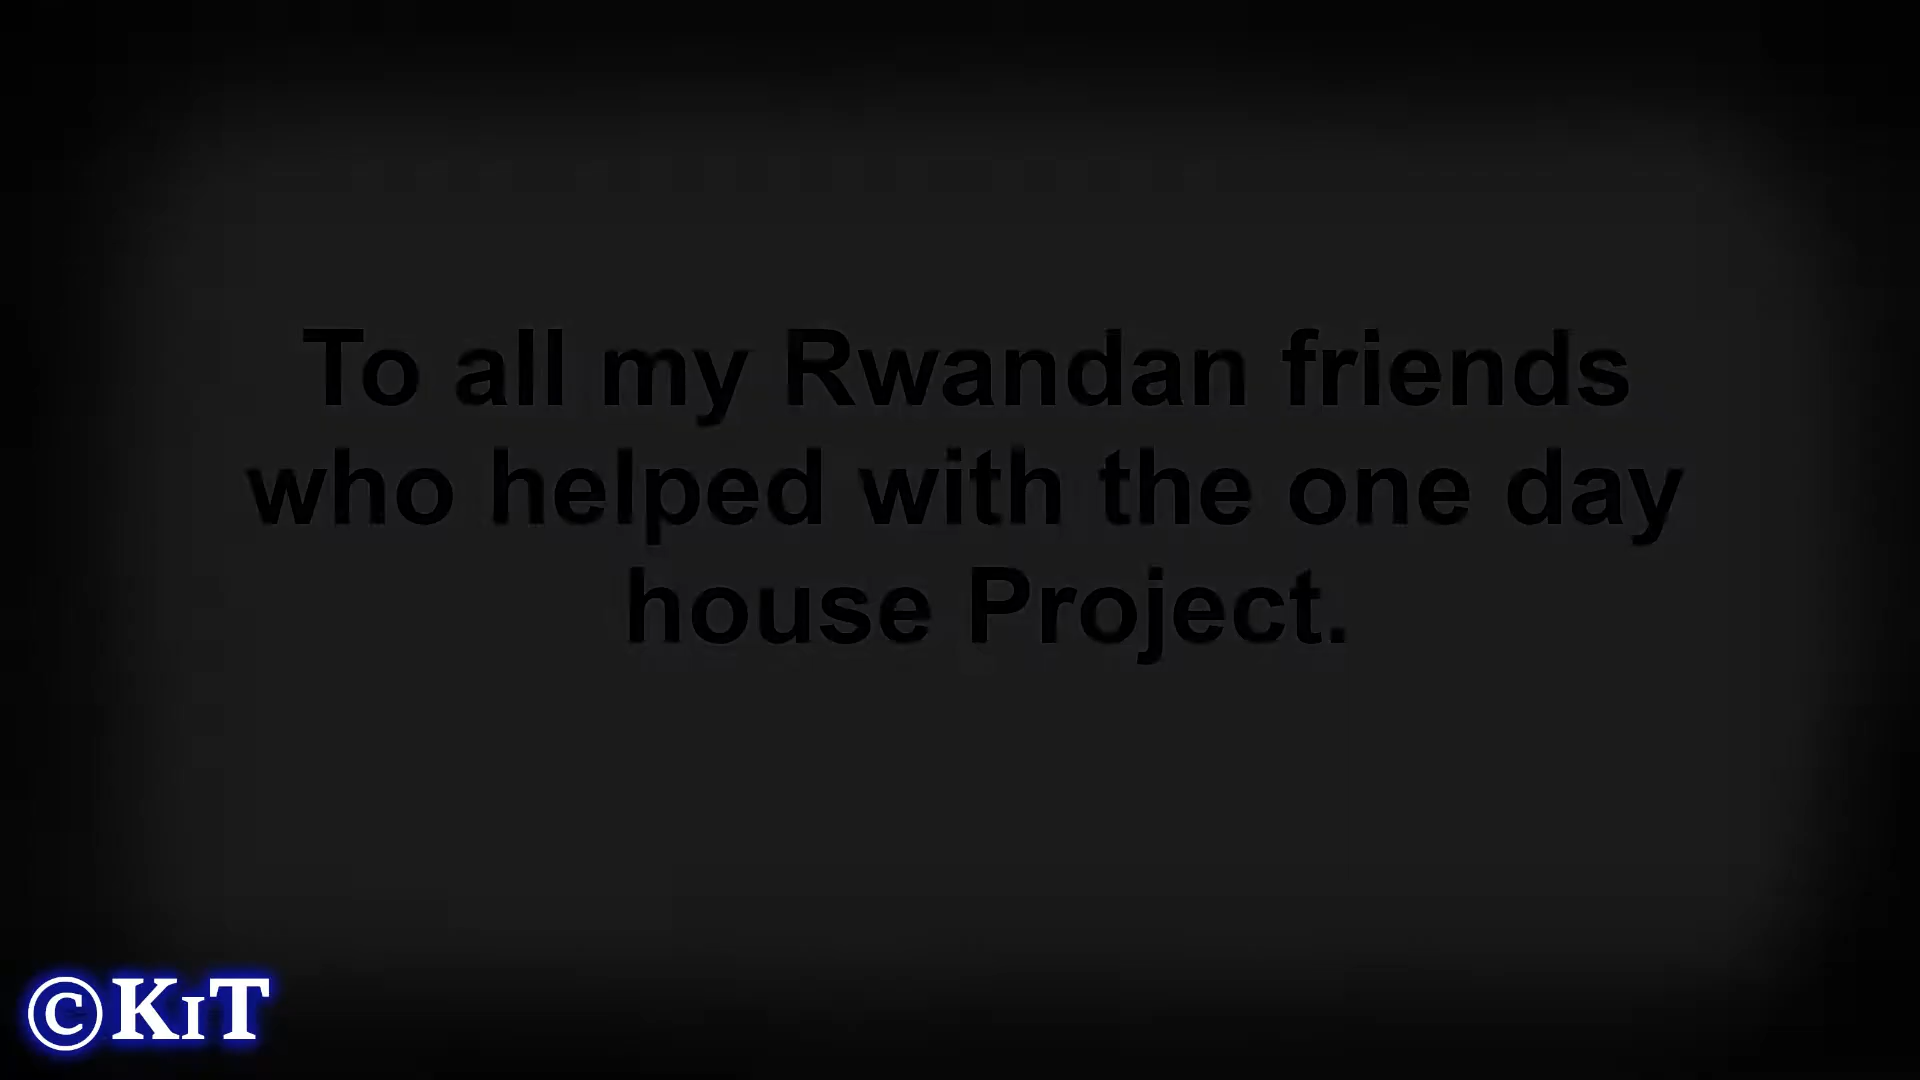 To all my Rwandan friends
who helped with the one day
house Project.
©KIT